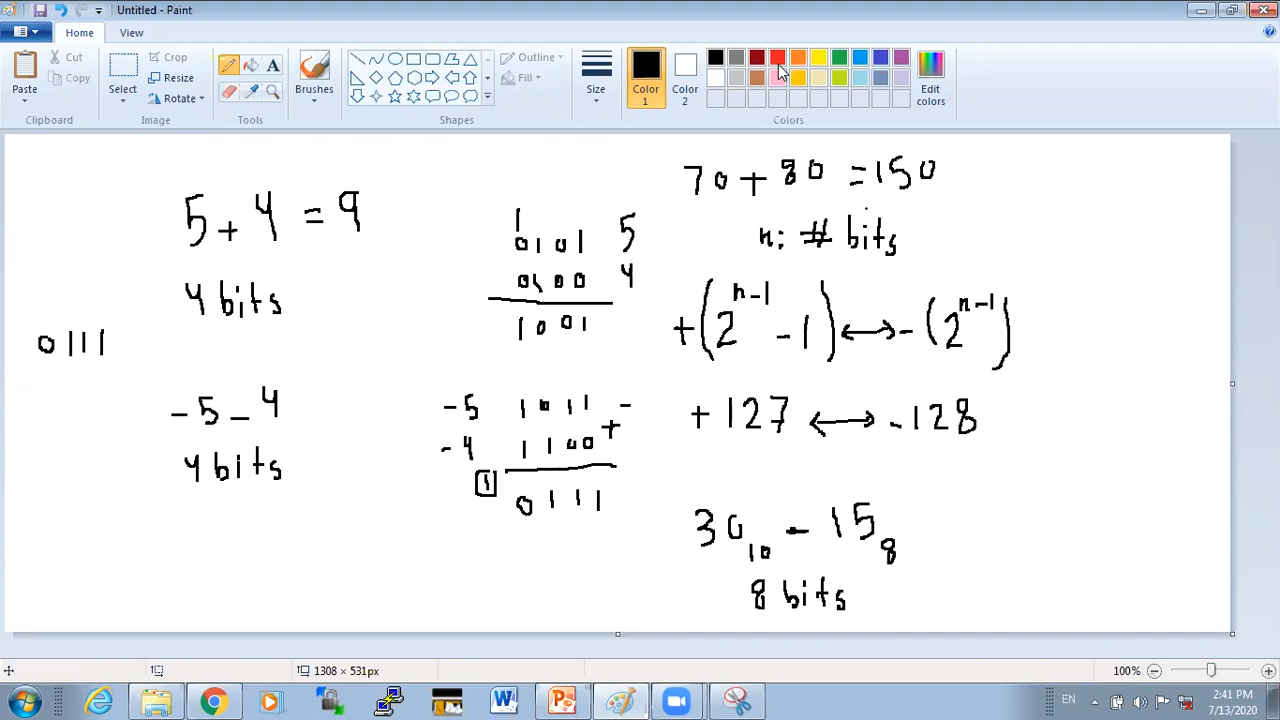 Untitled - Paint
Home
View
Paste
Cut
Copy
Clipboard
Select
Crop
Resize
Rotate
Image
Tools
Brushes
Shapes
Outline
Fill
Size
Color 1
Color 2
Edit colors
Colors
5 + 4 = 9
4 bits
0111
- 5 - 4
4 bits
1
0101 5
0100 4
1001
- 5 1011 -
+
- 4 1100
1 0111
70 + 80 = 150
n: # bits
+(2^{n-1} - 1) ↔ -(2^{n-1})
+ 127 ↔ - 128
30₁₀ - 15₈
8 bits
1308 × 531px
100%
EN
2:41 PM
7/13/2020